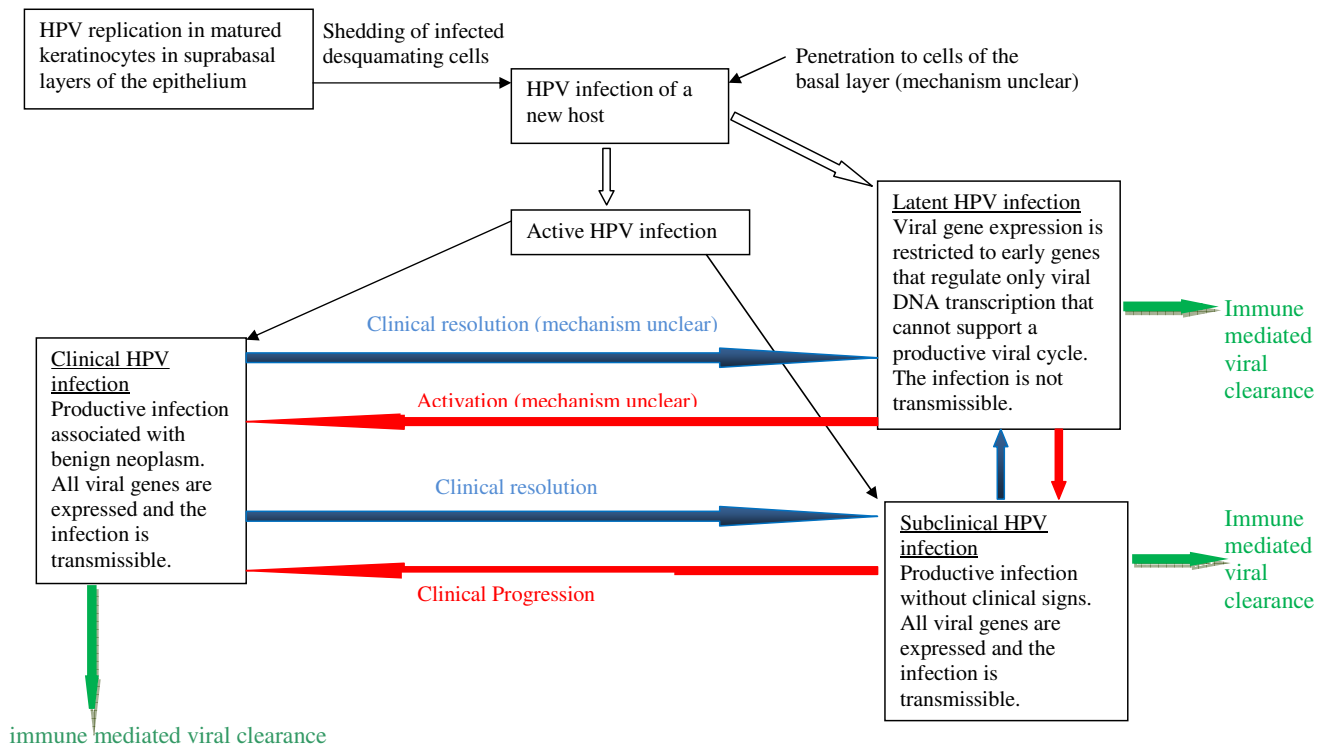 HPV replication in matured
keratinocytes in suprabasal
layers of the epithelium
Shedding of infected
desquamating cells
HPV infection of a
new host
Penetration to cells of the
basal layer (mechanism unclear)
Active HPV infection
Latent HPV infection
Viral gene expression is
restricted to early genes
that regulate only viral
DNA transcription that
cannot support a
productive viral cycle.
The infection is not
transmissible.
Immune
mediated
viral
clearance
Clinical resolution (mechanism unclear)
Activation (mechanism unclear)
Clinical HPV
infection
Productive infection
associated with
benign neoplasm.
All viral genes are
expressed and the
infection is
transmissible.
Clinical resolution
Clinical Progression
Subclinical HPV
infection
Productive infection
without clinical signs.
All viral genes are
expressed and the
infection is
transmissible.
Immune
mediated
viral
clearance
immune mediated viral clearance